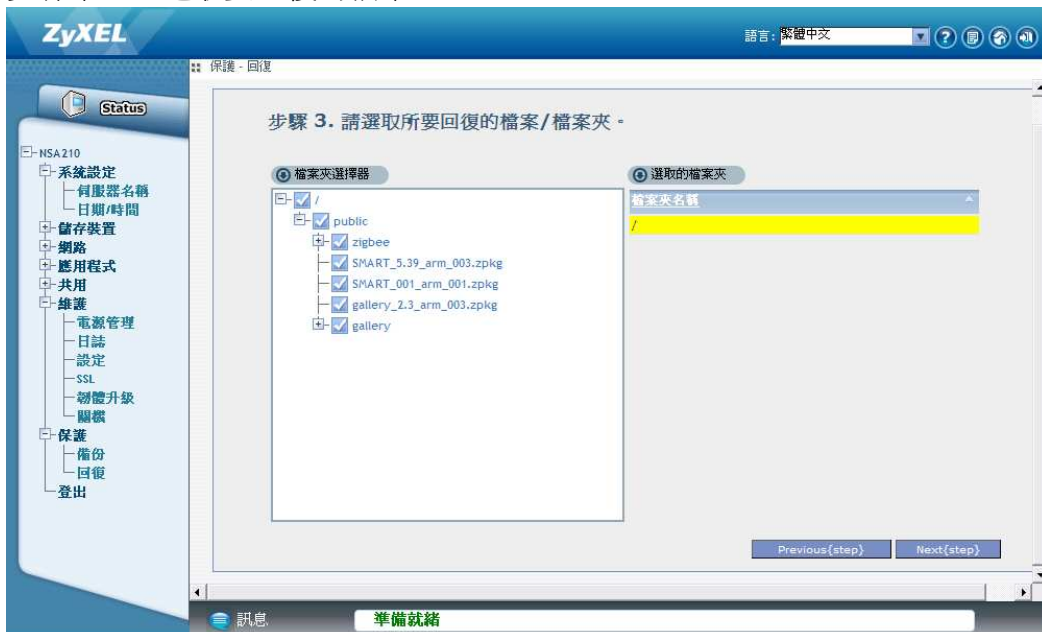 ZyXEL
語言: 繁體中文
保護 - 回復
Status
NSA210
系統設定
伺服器名稱
日期/時間
儲存裝置
網路
應用程式
共用
維護
電源管理
日誌
設定
SSL
韌體升級
關機
保護
備份
回復
登出
步驟 3. 請選取所要回復的檔案/檔案夾。
檔案夾選擇器
/
public
zigbee
SMART_5.39_arm_003.zpkg
SMART_001_arm_001.zpkg
gallery_2.3_arm_003.zpkg
gallery
選取的檔案夾
檔案夾名稱
/
Previous{step}
Next{step}
訊息
準備就緒